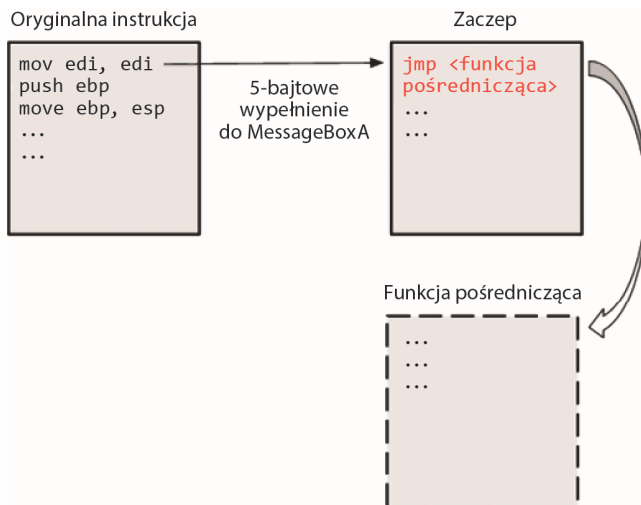 Oryginalna instrukcja
mov edi, edi
push ebp
move ebp, esp
...
...
5-bajtowe
wypełnienie
do MessageBoxA
Zaczep
jmp <funkcja
pośrednicząca>
...
...
Funkcja pośrednicząca
...
...
...